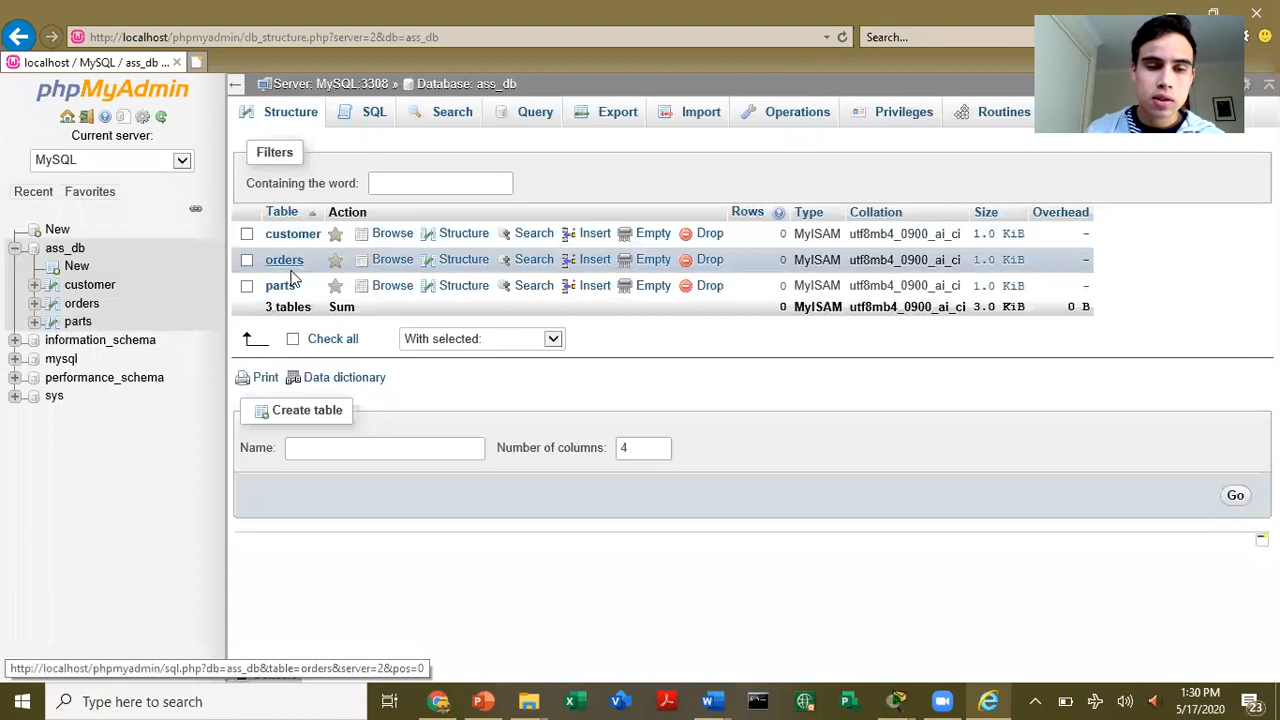 http://localhost/phpmyadmin/db_structure.php?server=2&db=ass_db
Search...
localhost / MySQL / ass_db ...
phpMyAdmin
Current server:
MySQL
Recent Favorites
New
ass_db
New
customer
orders
parts
information_schema
mysql
performance_schema
sys
Server: MySQL:3308 » Database: ass_db
Structure SQL Search Query Export Import Operations Privileges Routines
Filters
Containing the word:
Table Action Rows Type Collation Size Overhead
customer Browse Structure Search Insert Empty Drop 0 MyISAM utf8mb4_0900_ai_ci 1.0 KiB -
orders Browse Structure Search Insert Empty Drop 0 MyISAM utf8mb4_0900_ai_ci 1.0 KiB -
parts Browse Structure Search Insert Empty Drop 0 MyISAM utf8mb4_0900_ai_ci 1.0 KiB -
3 tables Sum 0 MyISAM utf8mb4_0900_ai_ci 3.0 KiB 0 B
Check all With selected:
Print Data dictionary
Create table
Name: Number of columns: 4
Go
http://localhost/phpmyadmin/sql.php?db=ass_db&table=orders&server=2&pos=0
Type here to search
1:30 PM
5/17/2020
23